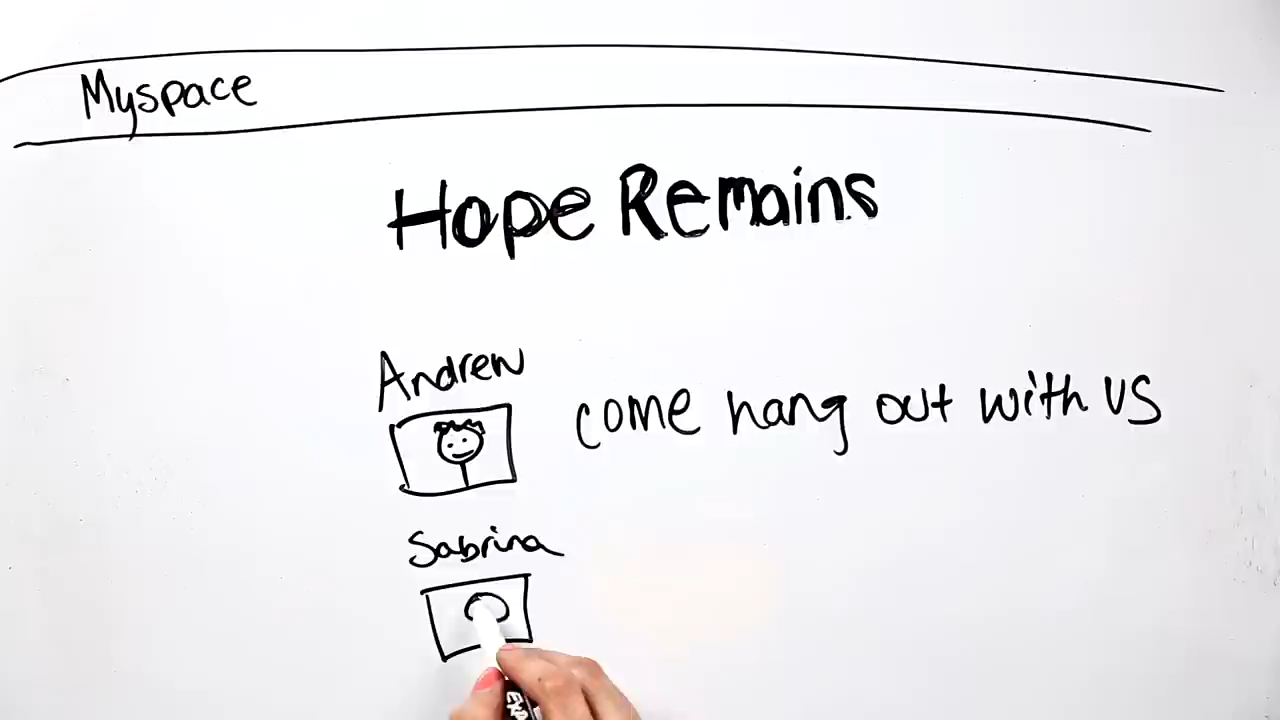 Myspace
Hope Remains
Andrew
come hang out with us
Sabrina